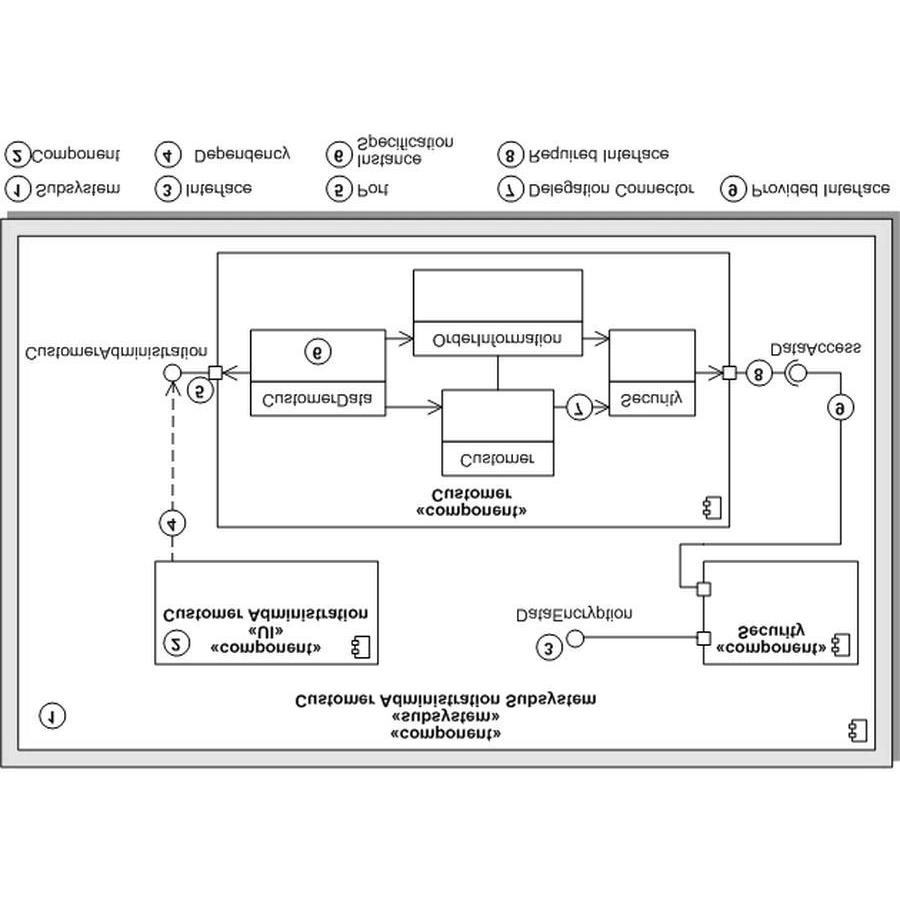 «component»
«subsystem»
Customer Administration Subsystem
1
«component»
«UI»
Customer Administration
2
3
DataEncryption
«component»
Security
4
«component»
Customer
Customer
CustomerData
6
7
Security
OrderInformation
5
CustomerAdministration
8
DataAccess
9
1 Subsystem
3 Interface
5 Port
7 Delegation Connector
9 Provided Interface
2 Component
4 Dependency
6 Instance
Specification
8 Required Interface